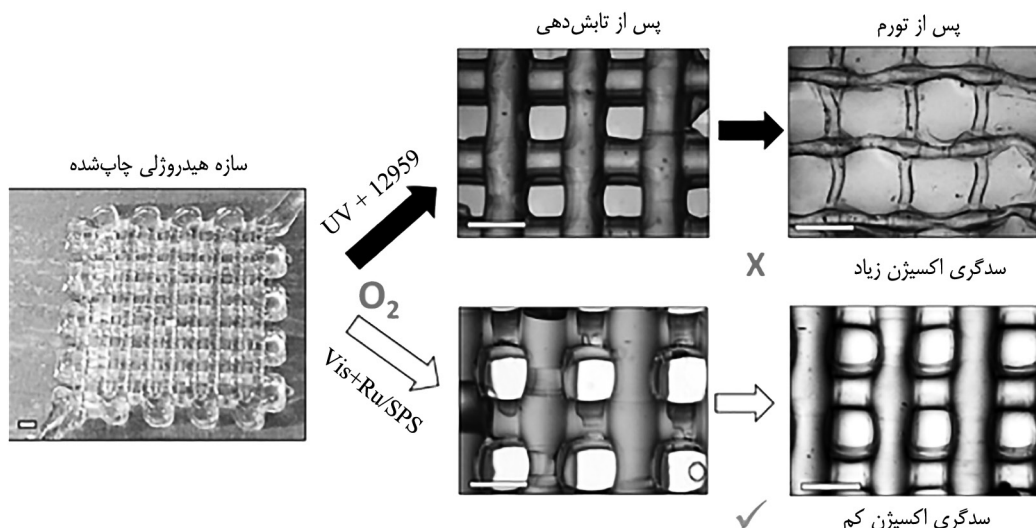 پس از تابش‌دهی
پس از تورم
سازه هیدروژلی چاپ‌شده
UV + 12959
O₂
Vis+Ru/SPS
X
سدگری اکسیژن زیاد
✓
سدگری اکسیژن کم